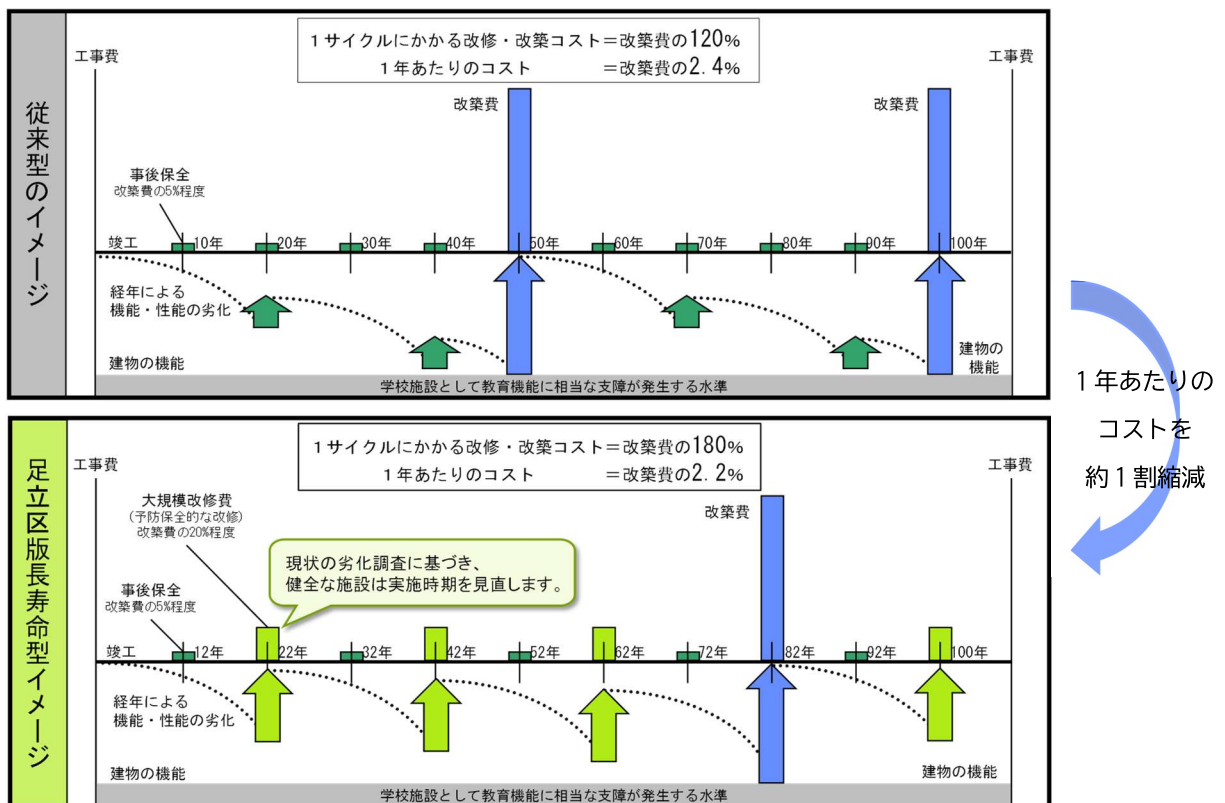 従来型のイメージ
1サイクルにかかる改修・改築コスト＝改築費の120%
1年あたりのコスト　　　＝改築費の2.4%
工事費
工事費
改築費
改築費
事後保全
改築費の5%程度
竣工
10年
20年
30年
40年
50年
60年
70年
80年
90年
100年
経年による
機能・性能の劣化
建物の機能
建物の
機能
学校施設として教育機能に相当な支障が発生する水準
1年あたりの
コストを
約1割縮減
足立区版長寿命型イメージ
1サイクルにかかる改修・改築コスト＝改築費の180%
1年あたりのコスト　　　＝改築費の2.2%
工事費
工事費
大規模改修費
(予防保全的な改修)
改築費の20%程度
改築費
現状の劣化調査に基づき、
健全な施設は実施時期を見直します。
事後保全
改築費の5%程度
竣工
12年
22年
32年
42年
52年
62年
72年
82年
92年
100年
経年による
機能・性能の劣化
建物の機能
建物の機能
学校施設として教育機能に相当な支障が発生する水準